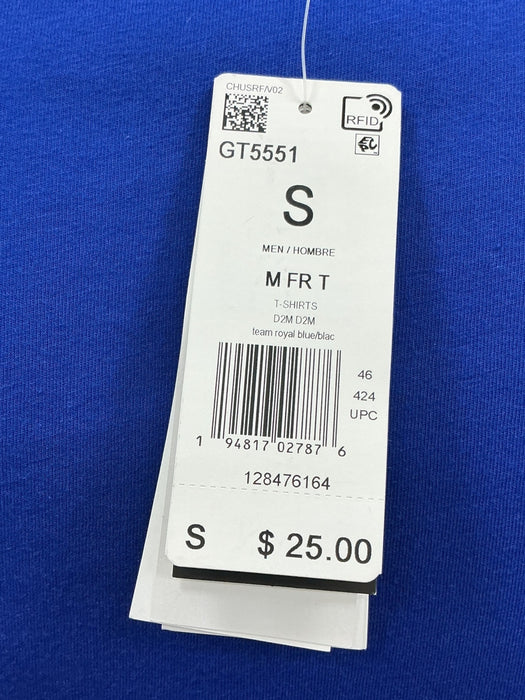 CHUSRF/V02
RFID
GT5551
S
MEN / HOMBRE
M FR T
T-SHIRTS
D2M D2M
team royal blue/blac
46
424
UPC
1 94817 02787 6
128476164
S $ 25.00